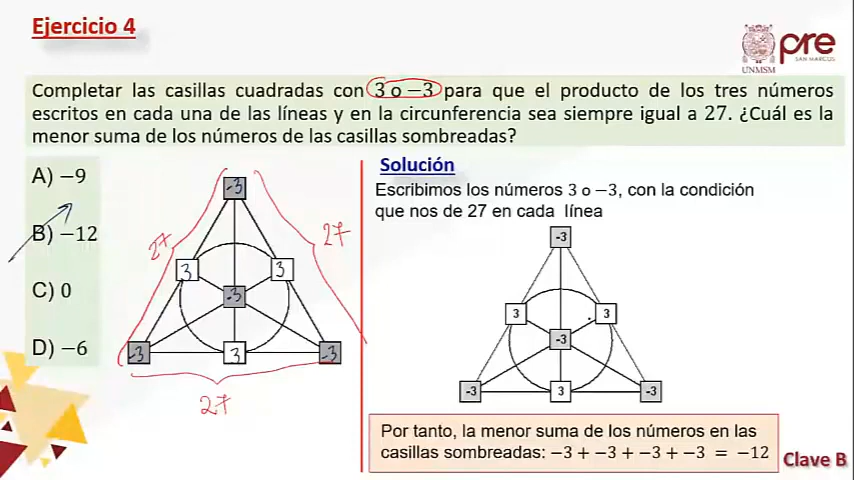 Ejercicio 4
UNMSM
pre
SAN MARCOS
Completar las casillas cuadradas con 3 o −3 para que el producto de los tres números
escritos en cada una de las líneas y en la circunferencia sea siempre igual a 27. ¿Cuál es la
menor suma de los números de las casillas sombreadas?
A) −9
B) −12
C) 0
D) −6
-3
27
27
3
3
-3
-3
3
-3
27
Solución
Escribimos los números 3 o −3, con la condición
que nos de 27 en cada línea
-3
3
3
-3
-3
3
-3
Por tanto, la menor suma de los números en las
casillas sombreadas: −3 + −3 + −3 + −3 = −12
Clave B